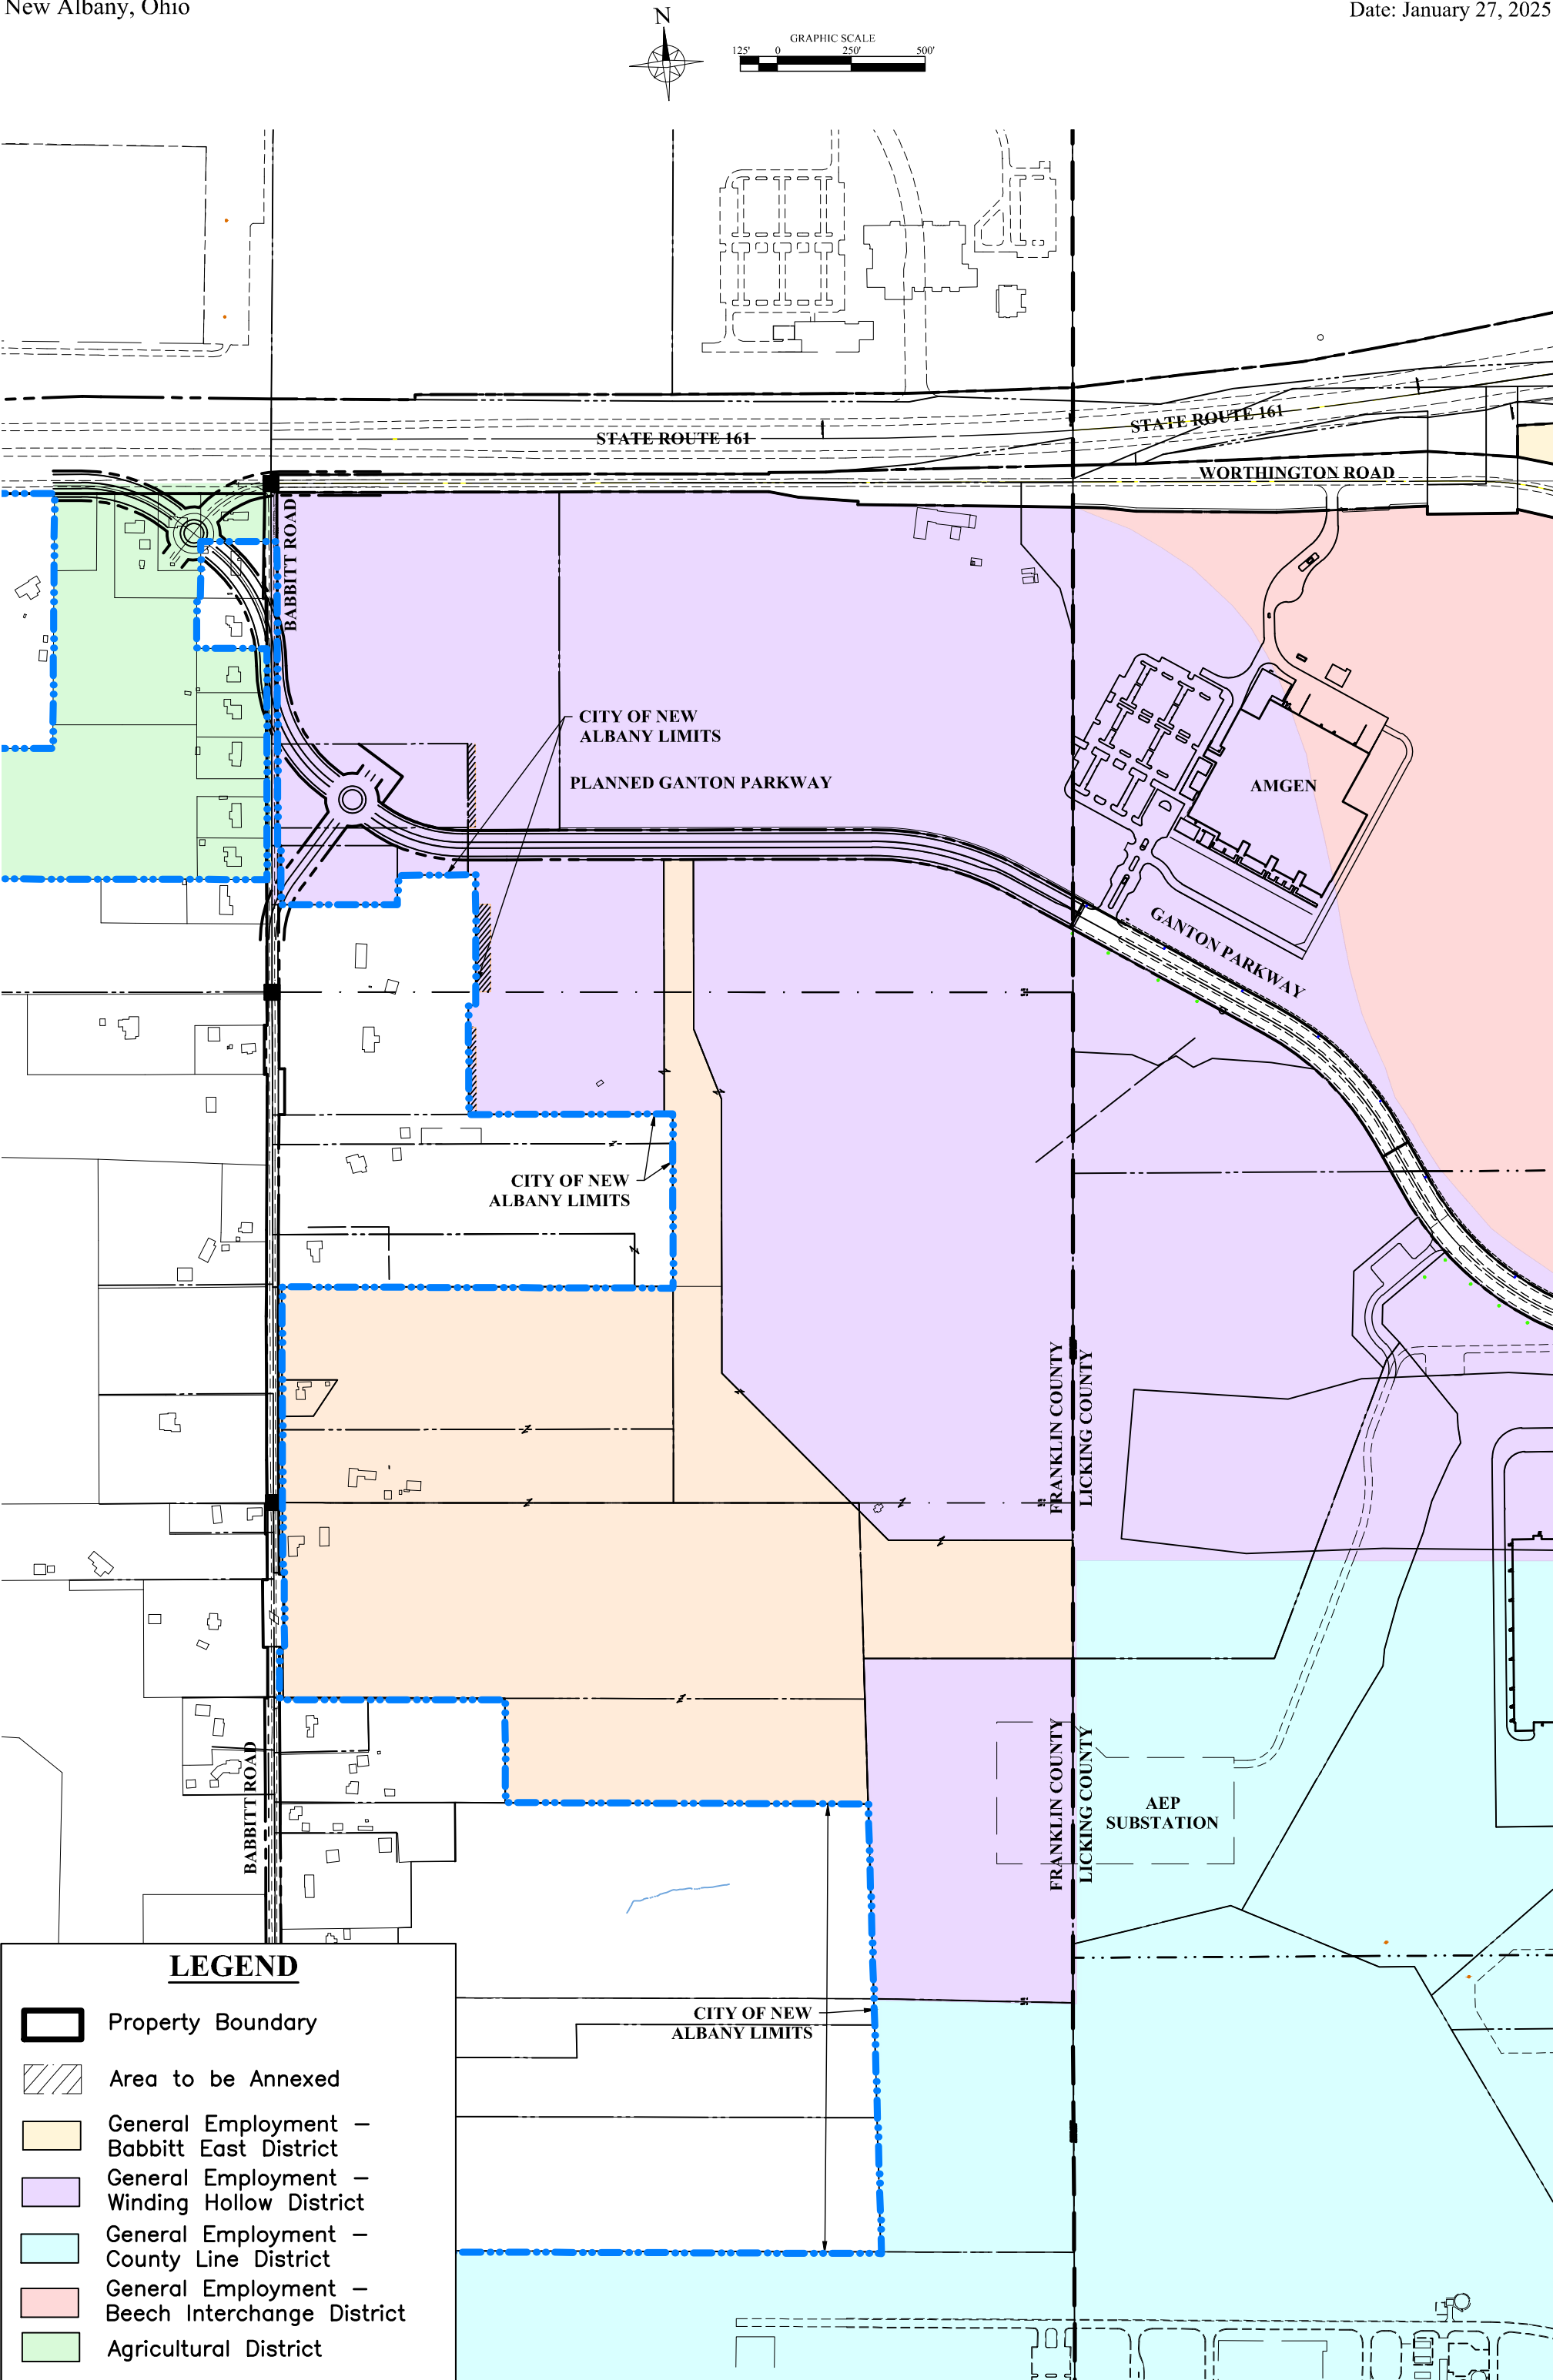 New Albany, Ohio
Date: January 27, 2025
N
GRAPHIC SCALE
125' 0 250' 500'
STATE ROUTE 161
STATE ROUTE 161
WORTHINGTON ROAD
BABBITT ROAD
CITY OF NEW
ALBANY LIMITS
PLANNED GANTON PARKWAY
AMGEN
GANTON PARKWAY
CITY OF NEW
ALBANY LIMITS
FRANKLIN COUNTY
LICKING COUNTY
BABBITT ROAD
FRANKLIN COUNTY
LICKING COUNTY
AEP
SUBSTATION
CITY OF NEW
ALBANY LIMITS
LEGEND
Property Boundary
Area to be Annexed
General Employment –
Babbitt East District
General Employment –
Winding Hollow District
General Employment –
County Line District
General Employment –
Beech Interchange District
Agricultural District